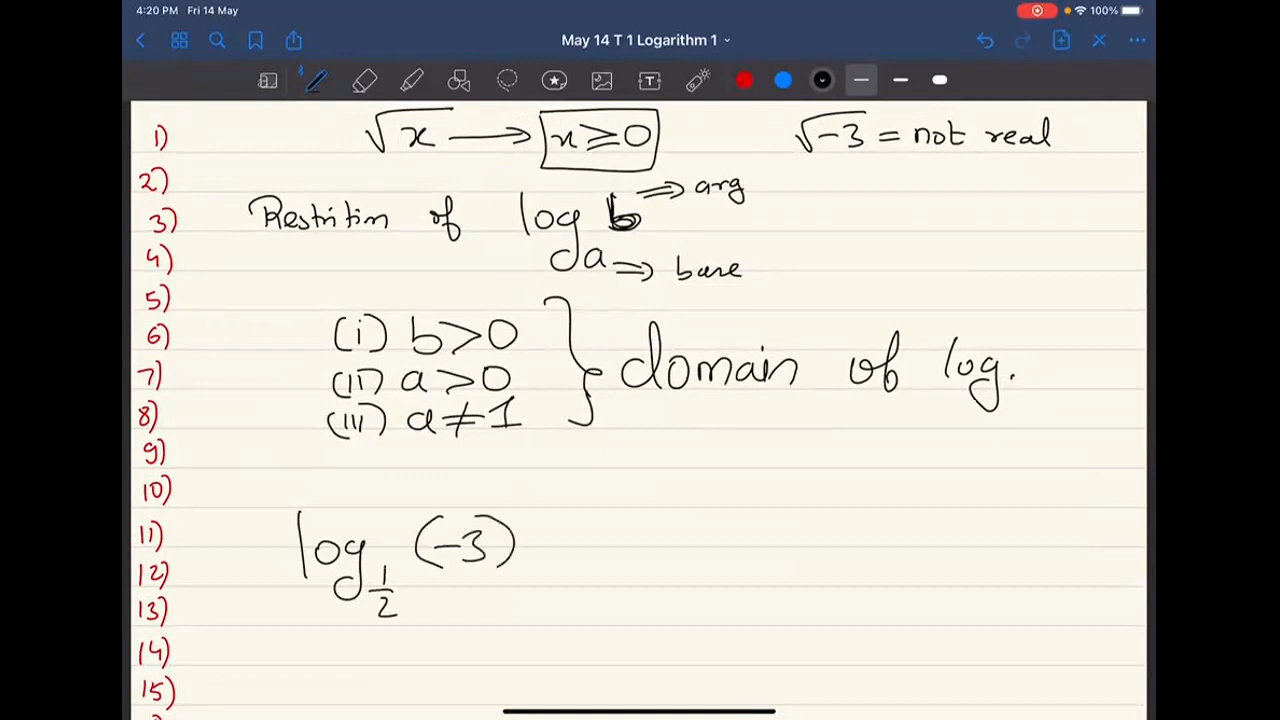 4:20 PM Fri 14 May 100%
May 14 T 1 Logarithm 1
1) √x → x ≥ 0 √-3 = not real
2)
3) Restrition of log_a b ⇒ arg
4) ⇒ base
5)
6) (i) b > 0
7) (ii) a > 0 } domain of log.
8) (iii) a ≠ 1
9)
10)
11) log_{1/2} (-3)
12)
13)
14)
15)